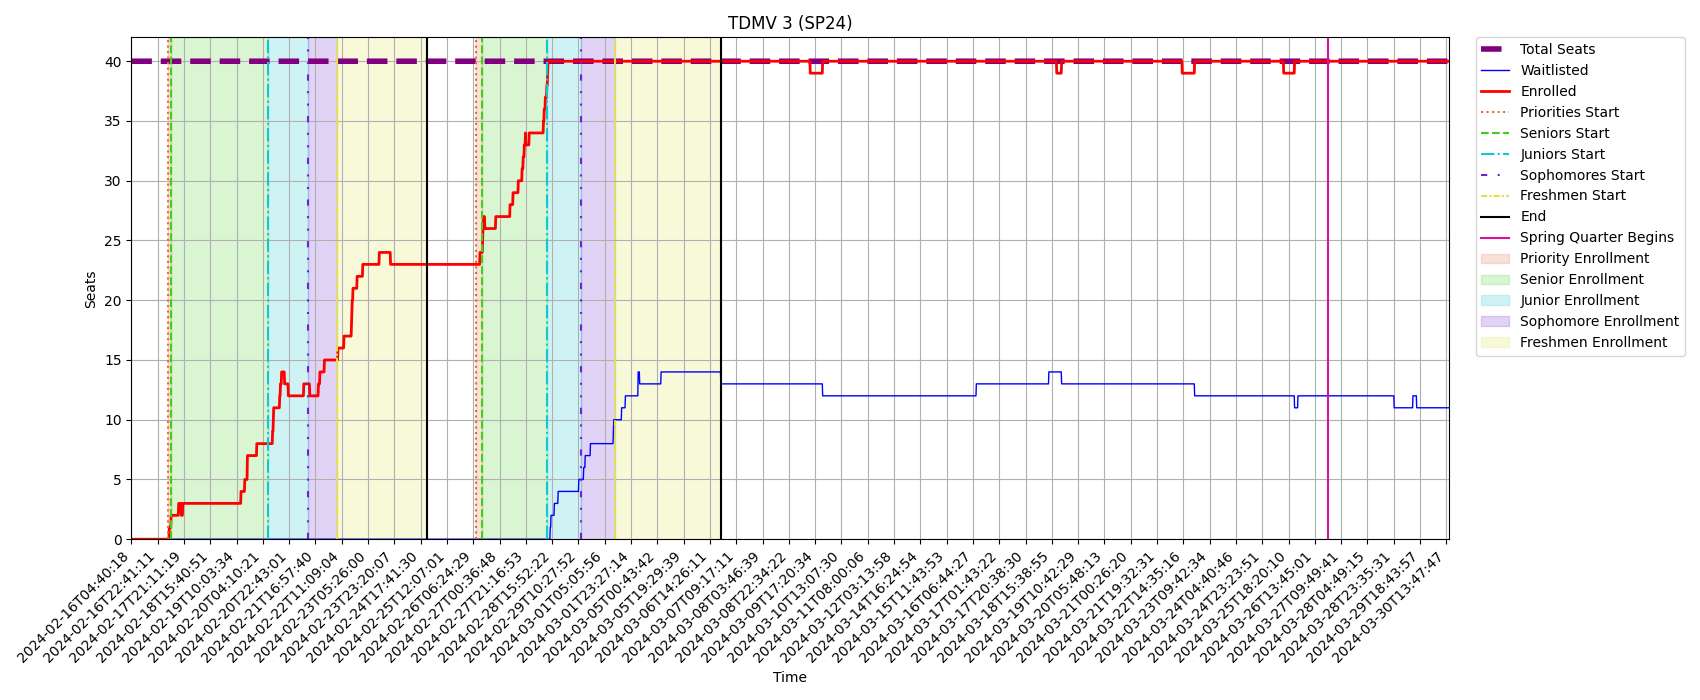 TDMV 3 (SP24)
Seats
40
35
30
25
20
15
10
5
0
2024-02-16T04:40:18
2024-02-16T22:41:11
2024-02-17T21:11:19
2024-02-18T15:40:51
2024-02-19T10:03:34
2024-02-20T04:10:21
2024-02-20T22:43:01
2024-02-21T16:57:40
2024-02-22T11:09:04
2024-02-23T05:26:00
2024-02-23T23:20:07
2024-02-24T17:41:30
2024-02-25T12:07:01
2024-02-26T06:24:29
2024-02-27T00:36:48
2024-02-27T21:16:53
2024-02-28T15:52:22
2024-02-29T10:27:52
2024-03-01T05:05:56
2024-03-01T23:27:14
2024-03-05T00:43:42
2024-03-05T19:29:39
2024-03-06T14:26:11
2024-03-07T09:17:11
2024-03-08T03:46:39
2024-03-08T22:34:22
2024-03-09T17:20:34
2024-03-10T13:07:30
2024-03-11T08:00:06
2024-03-12T03:13:58
2024-03-14T16:24:54
2024-03-15T11:43:53
2024-03-16T06:44:27
2024-03-17T01:43:22
2024-03-17T20:38:30
2024-03-18T15:38:55
2024-03-19T10:42:29
2024-03-20T05:48:13
2024-03-21T00:26:20
2024-03-21T19:32:31
2024-03-22T14:35:16
2024-03-23T09:42:34
2024-03-24T04:40:46
2024-03-24T23:23:51
2024-03-25T18:20:10
2024-03-26T13:45:01
2024-03-27T09:49:41
2024-03-28T04:49:15
2024-03-28T23:35:31
2024-03-29T18:43:57
2024-03-30T13:47:47
Time
Total Seats
Waitlisted
Enrolled
Priorities Start
Seniors Start
Juniors Start
Sophomores Start
Freshmen Start
End
Spring Quarter Begins
Priority Enrollment
Senior Enrollment
Junior Enrollment
Sophomore Enrollment
Freshmen Enrollment